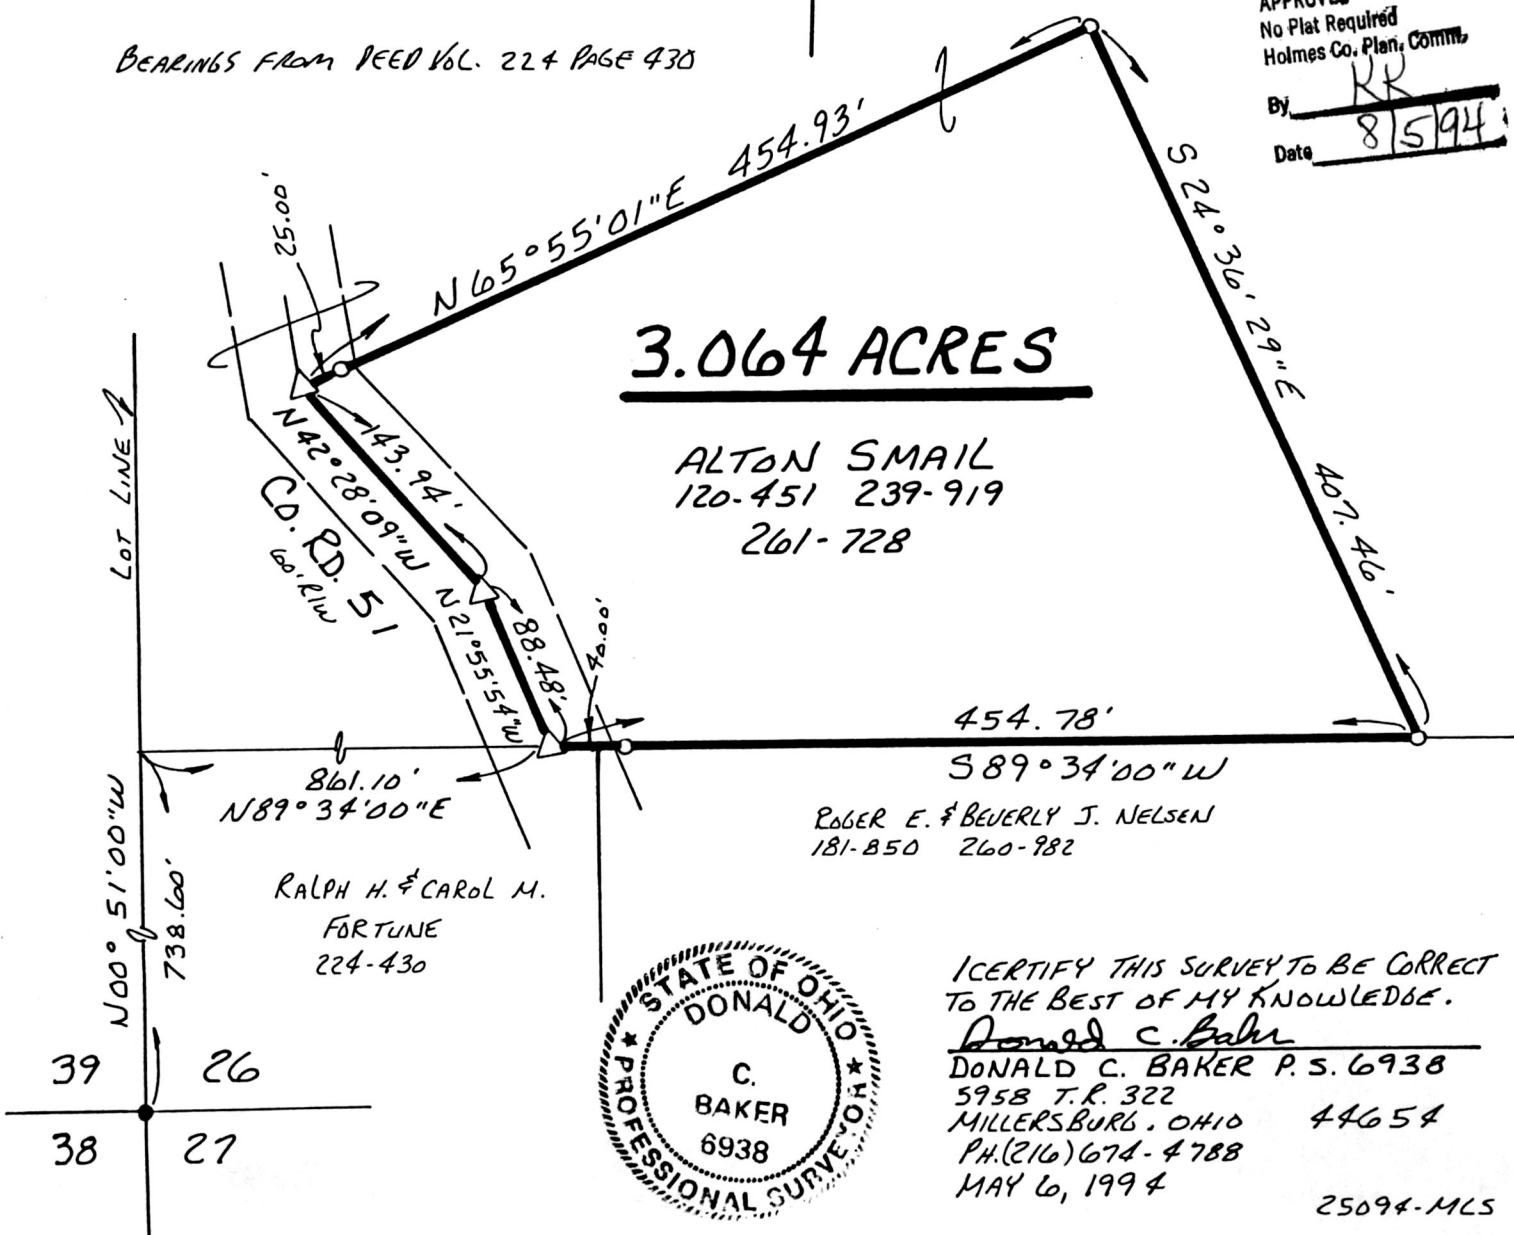 BEARINGS FROM DEED VOL. 224 PAGE 430
APPROVED
No Plat Required
Holmes Co. Plan. Comm.
By KK
Date 8/5/94
25.00'
N65°55'01"E 454.93'
S24°36'29"E 407.46'
3.064 ACRES
ALTON SMAIL
120-451 239-919
261-728
LOT LINE
N42°28'09"W
143.94'
CO. RD. 51
60' R/W
N21°55'54"W
88.48'
40.00'
454.78'
S89°34'00"W
861.10'
N89°34'00"E
ROGER E. & BEVERLY J. NELSEN
181-850 260-982
N00°51'00"W
738.60'
RALPH H. & CAROL M.
FORTUNE
224-430
39 26
38 27
STATE OF OHIO
DONALD
C.
BAKER
6938
PROFESSIONAL SURVEYOR
I CERTIFY THIS SURVEY TO BE CORRECT
TO THE BEST OF MY KNOWLEDGE.
Donald C. Baker
DONALD C. BAKER P.S. 6938
5958 T.R. 322
MILLERSBURG, OHIO 44654
PH.(216)674-4788
MAY 6, 1994
25094-MLS